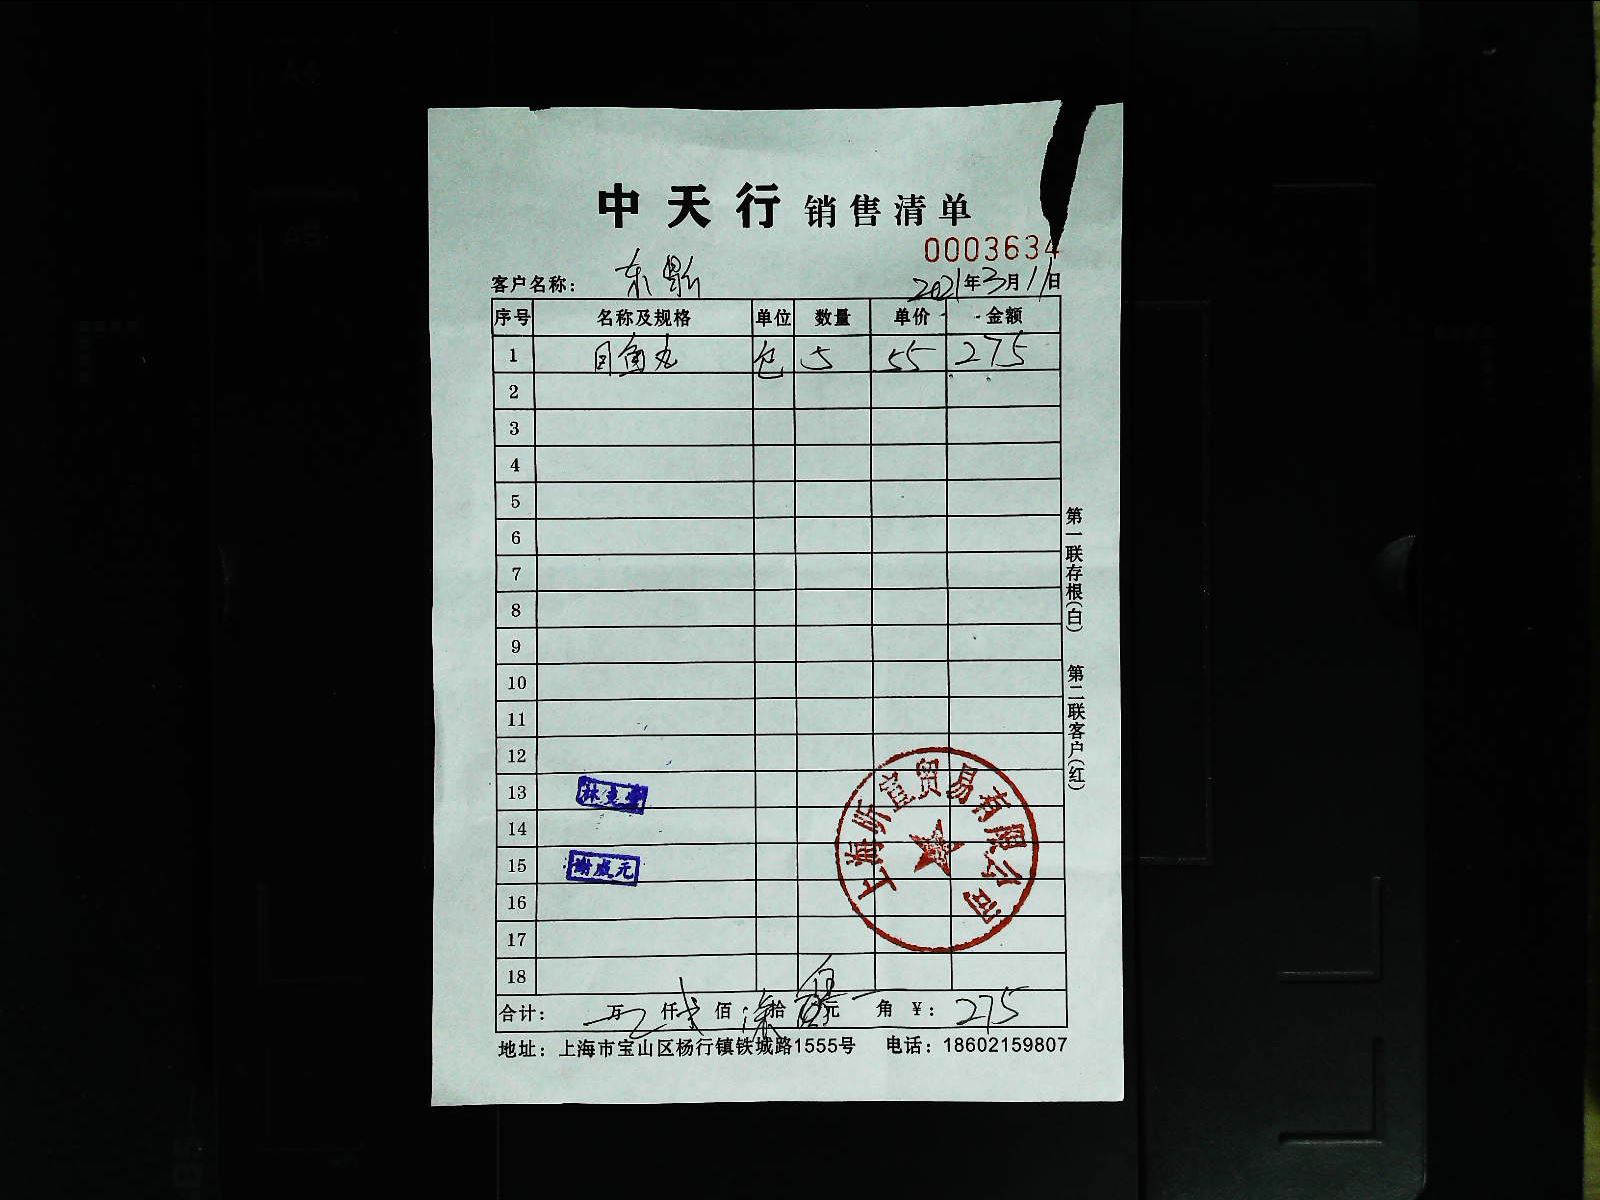 中天行 销售清单
0003634
客户名称：东
2021年3月11日
序号 名称及规格 单位 数量 单价 金额
1 包 5 55 275
2
3
4
5
6
7
8
9
10
11
12
13
14
15 谢成元
16
17
18
合计： 万 仟 佰 拾 元 角 ¥：275
地址：上海市宝山区杨行镇铁城路1555号 电话：18602159807
第一联存根(白) 第二联客户(红)
上海昕宜贸易有限公司